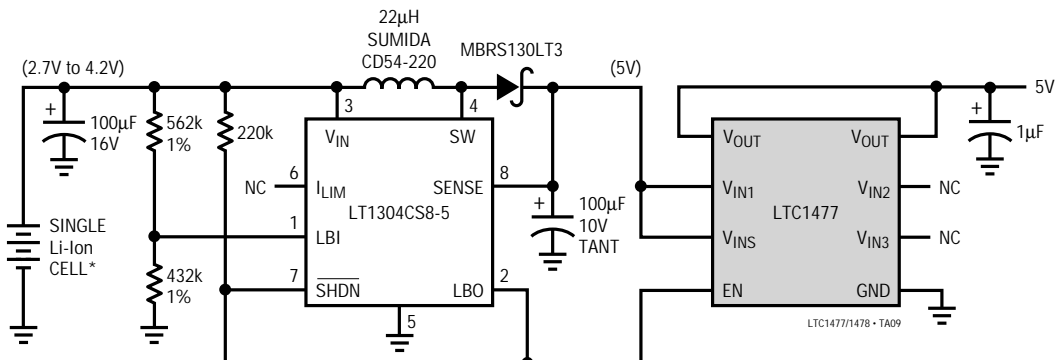 22µH
SUMIDA
CD54-220
MBRS130LT3
(2.7V to 4.2V)
(5V)
5V
+
100µF
16V
562k
1%
220k
3
4
VIN
SW
6
NC
ILIM
SENSE
8
LT1304CS8-5
1
LBI
+
100µF
10V
TANT
SINGLE
Li-Ion
CELL*
432k
1%
7
SHDN
LBO
2
5
VOUT
VOUT
+
1µF
VIN1
VIN2
NC
LTC1477
VINS
VIN3
NC
EN
GND
LTC1477/1478 • TA09